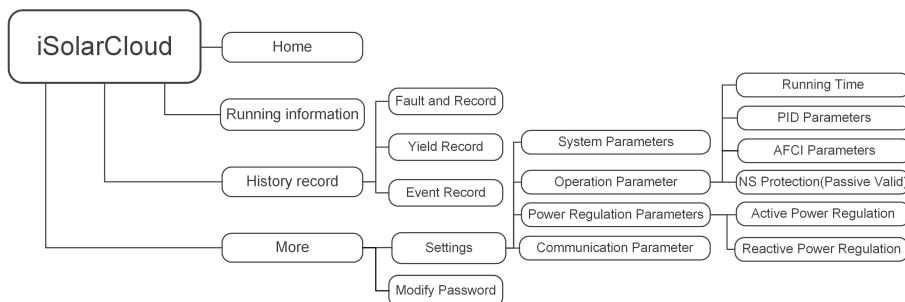 iSolarCloud
Home
Running information
History record
Fault and Record
Yield Record
Event Record
More
Settings
Modify Password
System Parameters
Operation Parameter
Power Regulation Parameters
Communication Parameter
Running Time
PID Parameters
AFCI Parameters
NS Protection(Passive Valid)
Active Power Regulation
Reactive Power Regulation